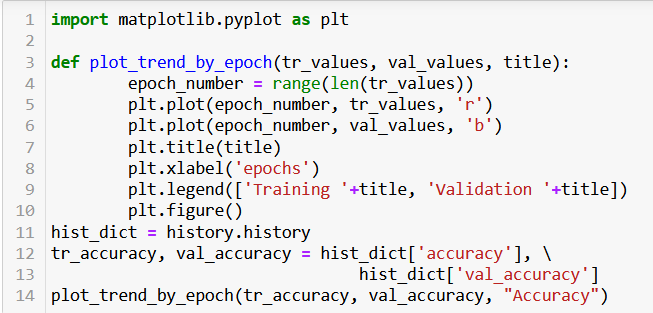 1 import matplotlib.pyplot as plt
2
3 def plot_trend_by_epoch(tr_values, val_values, title):
4         epoch_number = range(len(tr_values))
5         plt.plot(epoch_number, tr_values, 'r')
6         plt.plot(epoch_number, val_values, 'b')
7         plt.title(title)
8         plt.xlabel('epochs')
9         plt.legend(['Training '+title, 'Validation '+title])
10         plt.figure()
11 hist_dict = history.history
12 tr_accuracy, val_accuracy = hist_dict['accuracy'], \
13                                 hist_dict['val_accuracy']
14 plot_trend_by_epoch(tr_accuracy, val_accuracy, "Accuracy")